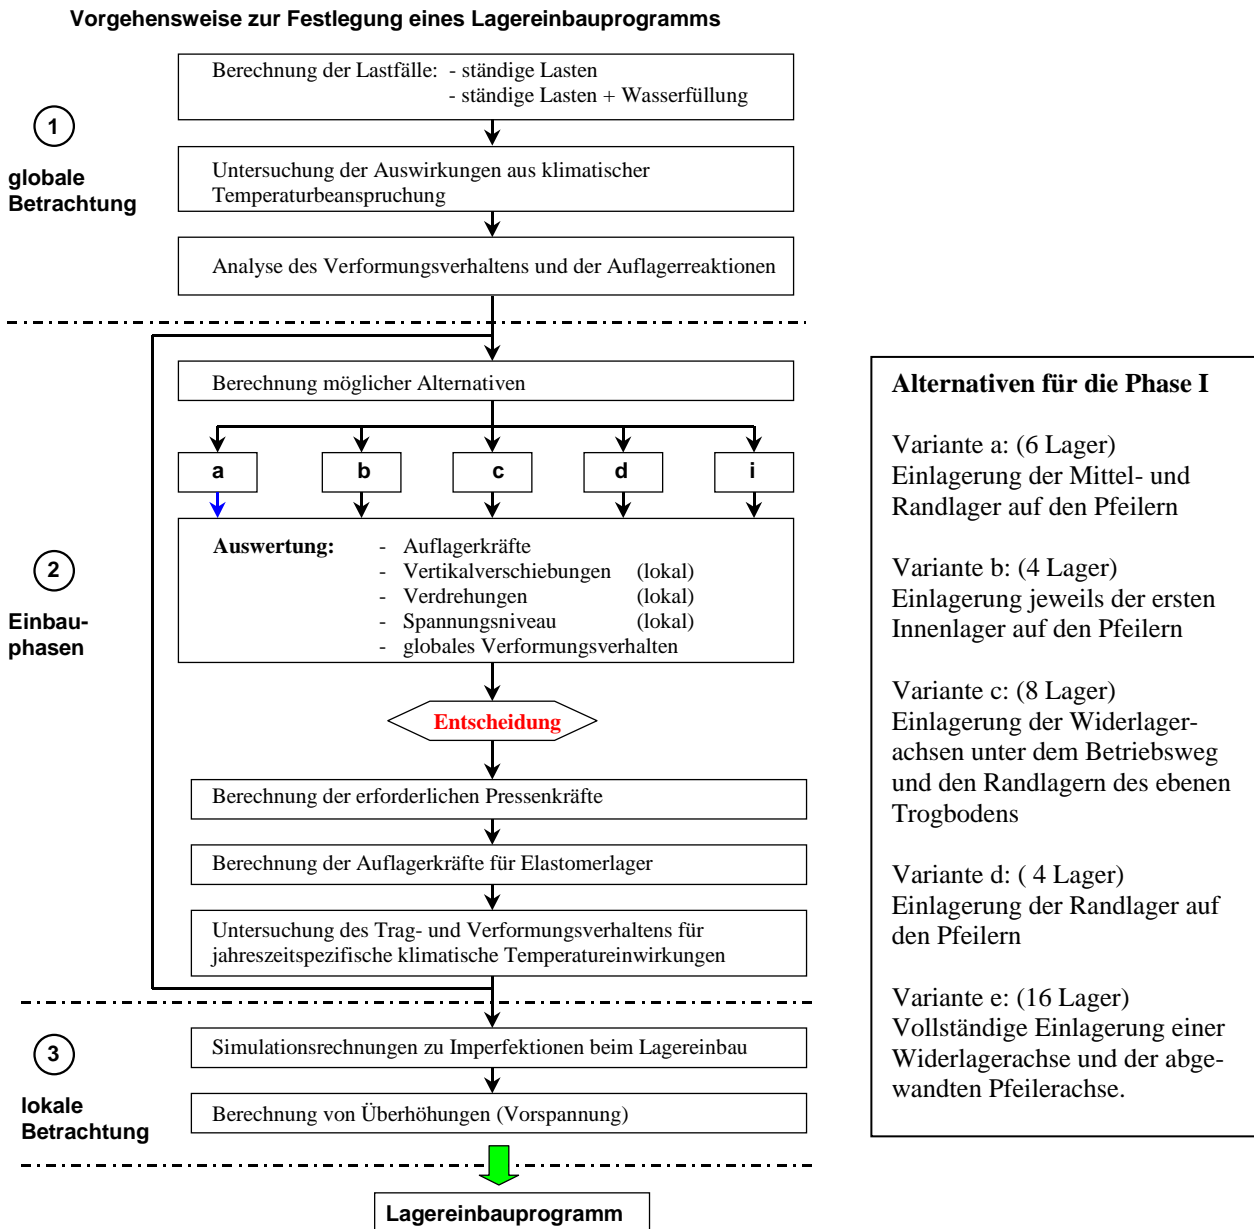 Vorgehensweise zur Festlegung eines Lagereinbauprogramms
Berechnung der Lastfälle: - ständige Lasten
- ständige Lasten + Wasserfüllung
1
globale
Betrachtung
Untersuchung der Auswirkungen aus klimatischer
Temperaturbeanspruchung
Analyse des Verformungsverhaltens und der Auflagerreaktionen
Berechnung möglicher Alternativen
a b c d i
2
Einbau-
phasen
Auswertung: - Auflagerkräfte
- Vertikalverschiebungen (lokal)
- Verdrehungen (lokal)
- Spannungsniveau (lokal)
- globales Verformungsverhalten
Entscheidung
Berechnung der erforderlichen Pressenkräfte
Berechnung der Auflagerkräfte für Elastomerlager
Untersuchung des Trag- und Verformungsverhaltens für
jahreszeitspezifische klimatische Temperatureinwirkungen
3
lokale
Betrachtung
Simulationsrechnungen zu Imperfektionen beim Lagereinbau
Berechnung von Überhöhungen (Vorspannung)
Lagereinbauprogramm
Alternativen für die Phase I
Variante a: (6 Lager)
Einlagerung der Mittel- und
Randlager auf den Pfeilern
Variante b: (4 Lager)
Einlagerung jeweils der ersten
Innenlager auf den Pfeilern
Variante c: (8 Lager)
Einlagerung der Widerlager-
achsen unter dem Betriebsweg
und den Randlagern des ebenen
Trogbodens
Variante d: ( 4 Lager)
Einlagerung der Randlager auf
den Pfeilern
Variante e: (16 Lager)
Vollständige Einlagerung einer
Widerlagerachse und der abge-
wandten Pfeilerachse.